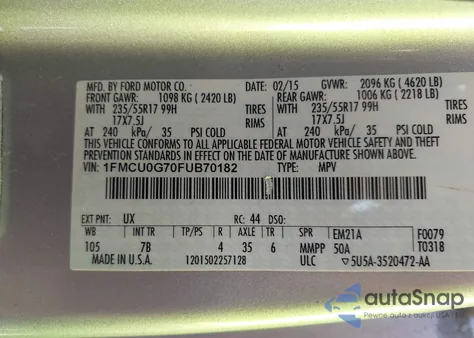 MFD. BY FORD MOTOR CO. DATE: 02/15 GVWR: 2096 KG ( 4620 LB)
FRONT GAWR: 1098 KG ( 2420 LB) REAR GAWR: 1006 KG ( 2218 LB)
WITH 235/55R17 99H TIRES WITH 235/55R17 99H TIRES
17X7.5J RIMS 17X7.5J RIMS
AT 240 kPa/ 35 PSI COLD AT 240 kPa/ 35 PSI COLD
THIS VEHICLE CONFORMS TO ALL APPLICABLE FEDERAL MOTOR VEHICLE SAFETY AND THEFT
PREVENTION STANDARDS IN EFFECT ON THE DATE OF MANUFACTURE SHOWN ABOVE.
VIN: 1FMCU0G70FUB70182 TYPE: MPV
EXT PNT: UX RC: 44 DSO:
WB INT TR TP/PS R AXLE TR SPR EM21A F0079
105 7B 4 35 6 MMPP 50A T0318
MADE IN U.S.A. 1201502257128 ULC 5U5A-3520472-AA
autoSnap